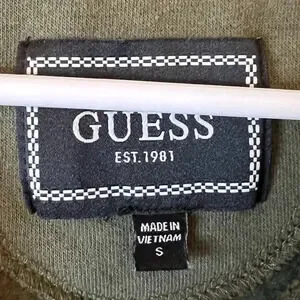 GUESS
EST. 1981
MADE IN
VIETNAM
S